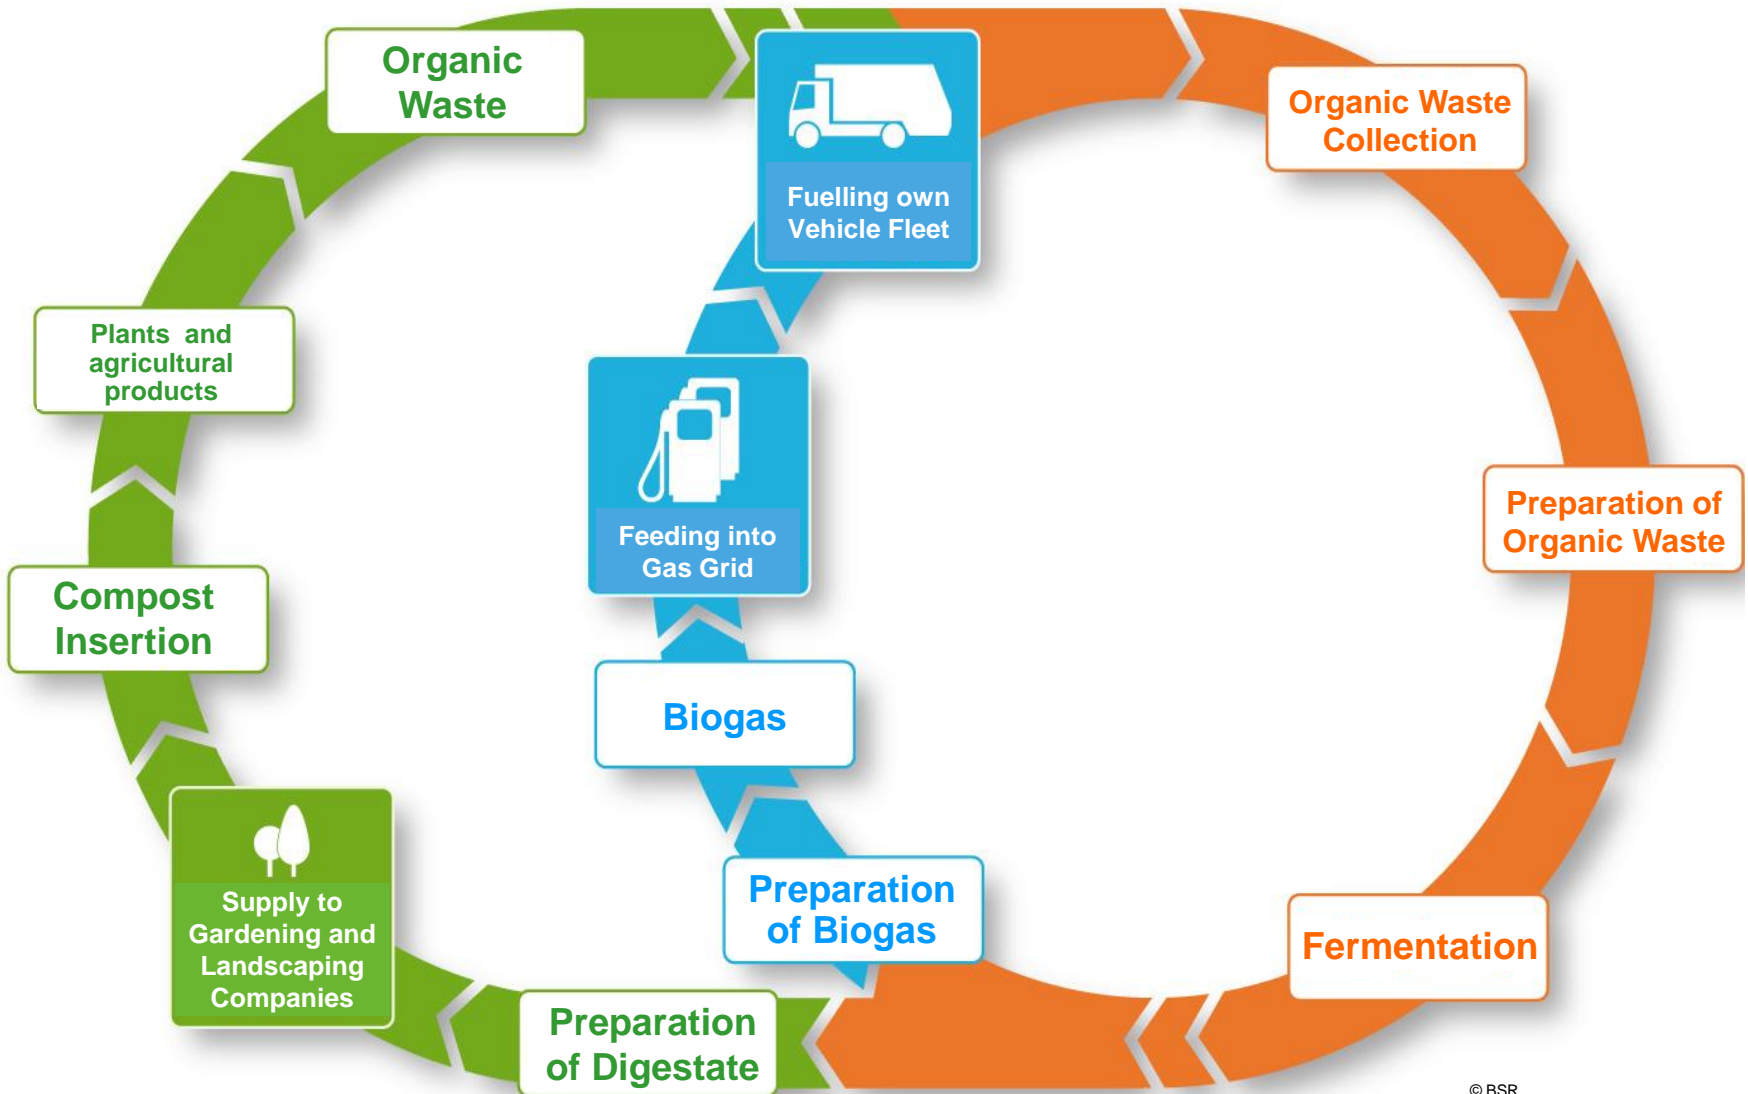 Organic
Waste
Fuelling own
Vehicle Fleet
Organic Waste
Collection
Plants and
agricultural
products
Feeding into
Gas Grid
Preparation of
Organic Waste
Compost
Insertion
Biogas
Supply to
Gardening and
Landscaping
Companies
Preparation
of Biogas
Fermentation
Preparation
of Digestate
© BSR